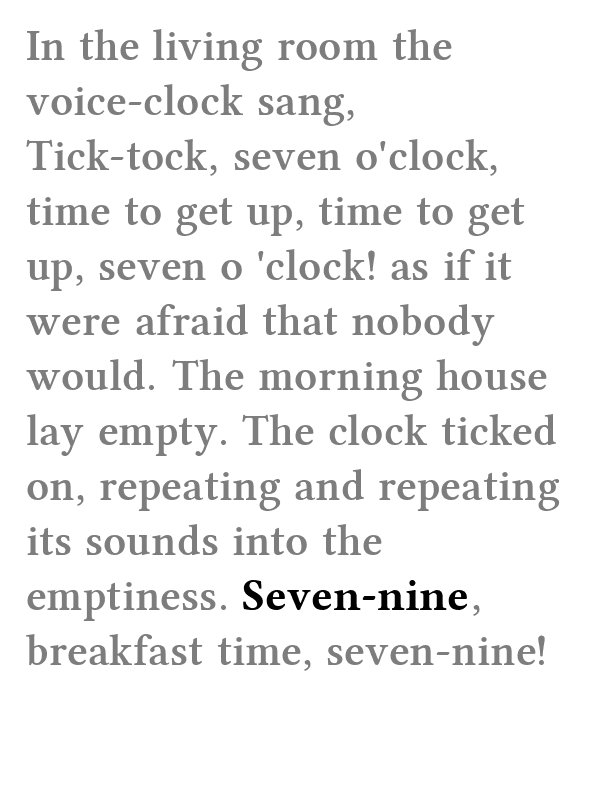 In the living room the
voice-clock sang,
Tick-tock, seven o'clock,
time to get up, time to get
up, seven o 'clock! as if it
were afraid that nobody
would. The morning house
lay empty. The clock ticked
on, repeating and repeating
its sounds into the
emptiness. Seven-nine,
breakfast time, seven-nine!